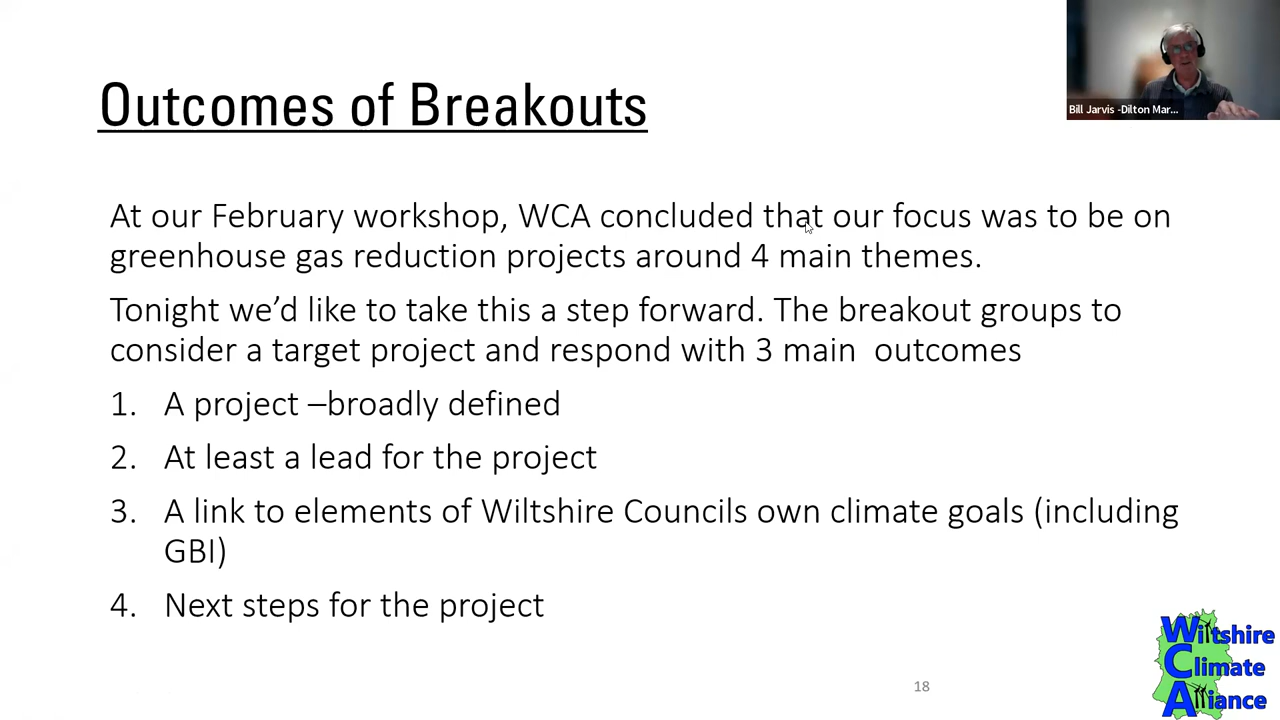 Bill Jarvis -Dilton Mar...
Outcomes of Breakouts
At our February workshop, WCA concluded that our focus was to be on
greenhouse gas reduction projects around 4 main themes.
Tonight we’d like to take this a step forward. The breakout groups to
consider a target project and respond with 3 main  outcomes
1. A project –broadly defined
2. At least a lead for the project
3. A link to elements of Wiltshire Councils own climate goals (including
GBI)
4. Next steps for the project
18
Wiltshire
Climate
Alliance